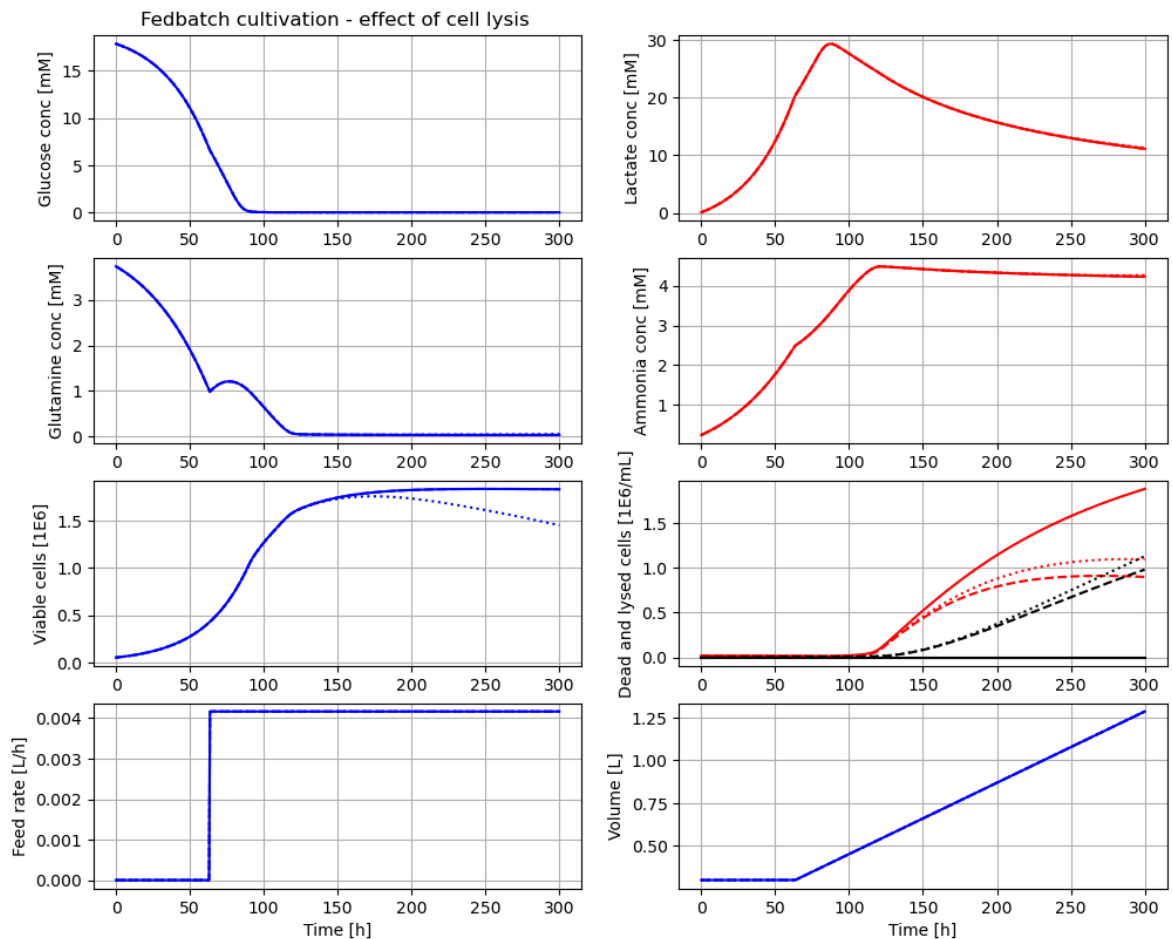 Fedbatch cultivation - effect of cell lysis
Glucose conc [mM]
15
10
5
0
0 50 100 150 200 250 300
Lactate conc [mM]
30
20
10
0
0 50 100 150 200 250 300
Glutamine conc [mM]
3
2
1
0
0 50 100 150 200 250 300
Ammonia conc [mM]
4
3
2
1
0 50 100 150 200 250 300
Viable cells [1E6]
1.5
1.0
0.5
0.0
0 50 100 150 200 250 300
Dead and lysed cells [1E6/mL]
1.5
1.0
0.5
0.0
0 50 100 150 200 250 300
Feed rate [L/h]
0.004
0.003
0.002
0.001
0.000
0 50 100 150 200 250 300
Time [h]
Volume [L]
1.25
1.00
0.75
0.50
0 50 100 150 200 250 300
Time [h]